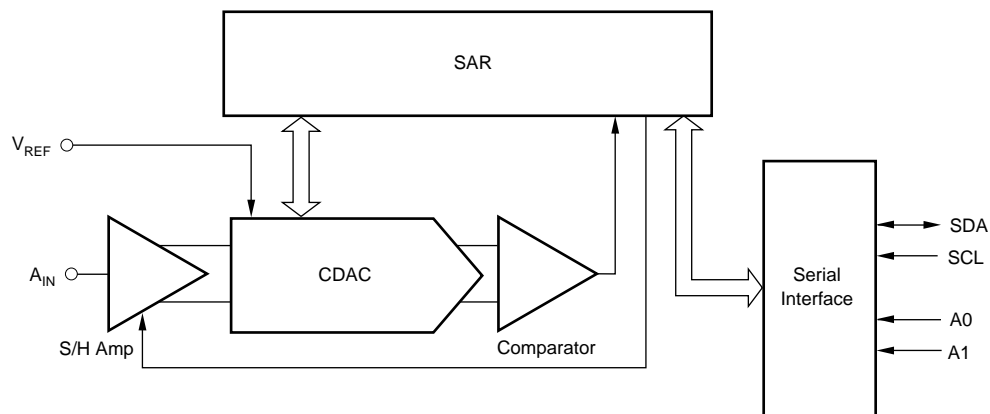 SAR
VREF
SDA
CDAC
AIN
SCL
Serial
Interface
A0
S/H Amp
Comparator
A1